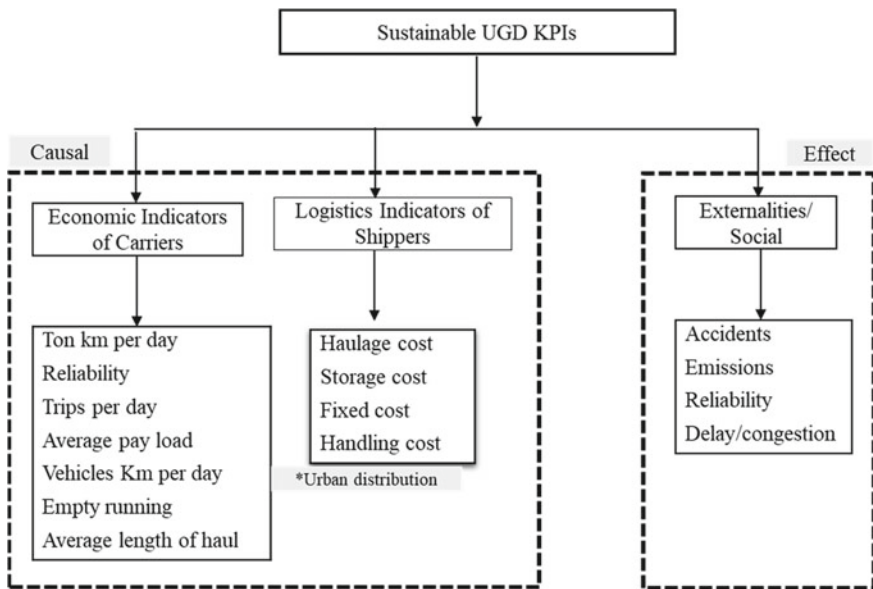 Sustainable UGD KPIs
Causal
Effect
Economic Indicators
of Carriers
Logistics Indicators of
Shippers
Externalities/
Social
Ton km per day
Reliability
Trips per day
Average pay load
Vehicles Km per day
Empty running
Average length of haul
Haulage cost
Storage cost
Fixed cost
Handling cost
*Urban distribution
Accidents
Emissions
Reliability
Delay/congestion